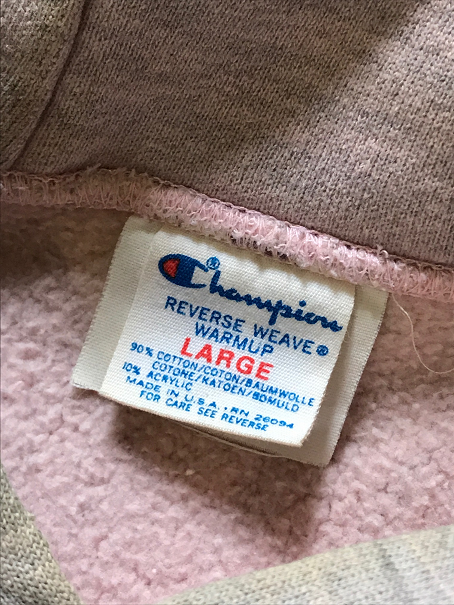 Champion®
REVERSE WEAVE®
WARMUP
LARGE
90% COTTON/COTON/BAUMWOLLE
COTONE/KATOEN/BOMULD
10% ACRYLIC
MADE IN U.S.A. • RN 26094
FOR CARE SEE REVERSE